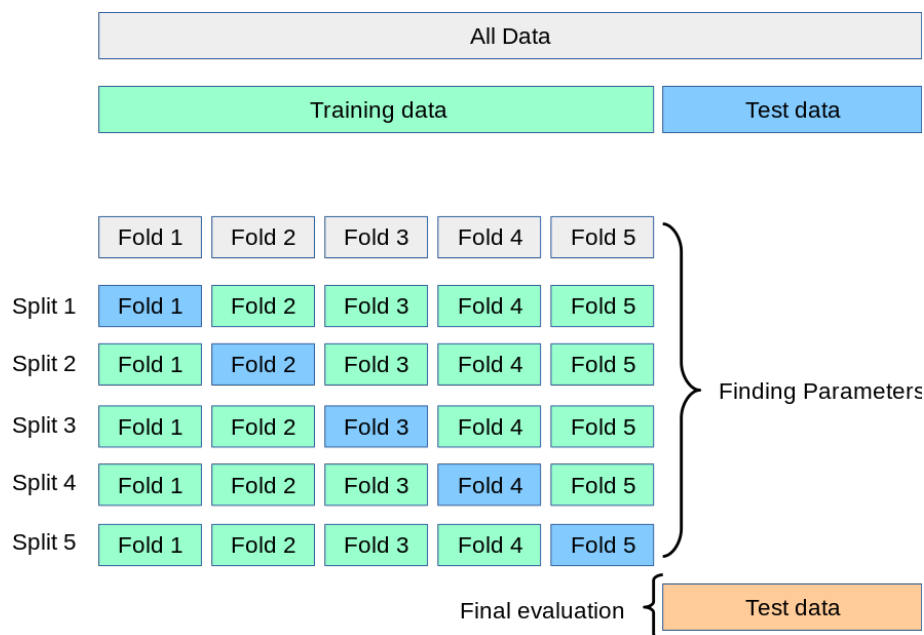 All Data
Training data Test data
Fold 1 Fold 2 Fold 3 Fold 4 Fold 5
Split 1 Fold 1 Fold 2 Fold 3 Fold 4 Fold 5
Split 2 Fold 1 Fold 2 Fold 3 Fold 4 Fold 5
Finding Parameters
Split 3 Fold 1 Fold 2 Fold 3 Fold 4 Fold 5
Split 4 Fold 1 Fold 2 Fold 3 Fold 4 Fold 5
Split 5 Fold 1 Fold 2 Fold 3 Fold 4 Fold 5
Final evaluation Test data